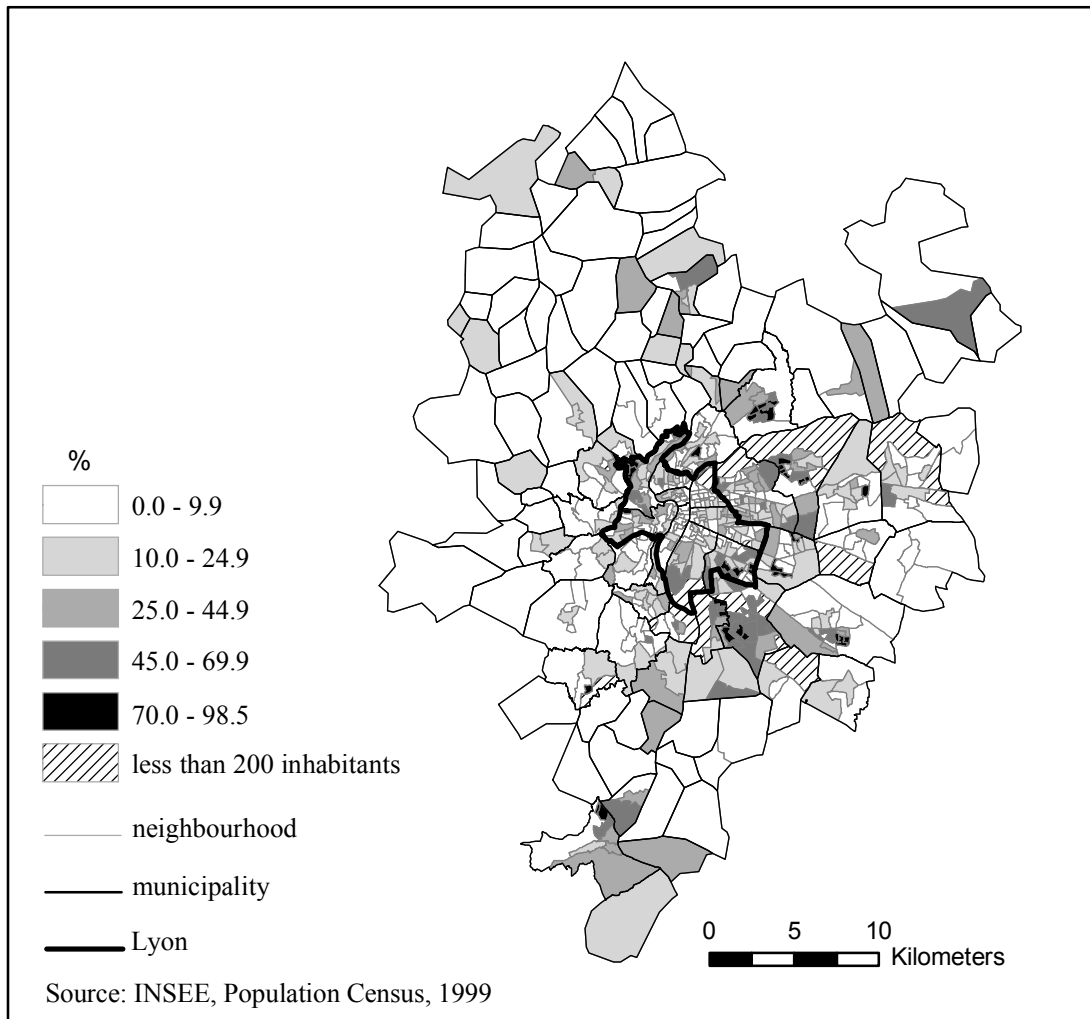 %
0.0 - 9.9
10.0 - 24.9
25.0 - 44.9
45.0 - 69.9
70.0 - 98.5
less than 200 inhabitants
neighbourhood
municipality
Lyon
0 5 10
Kilometers
Source: INSEE, Population Census, 1999